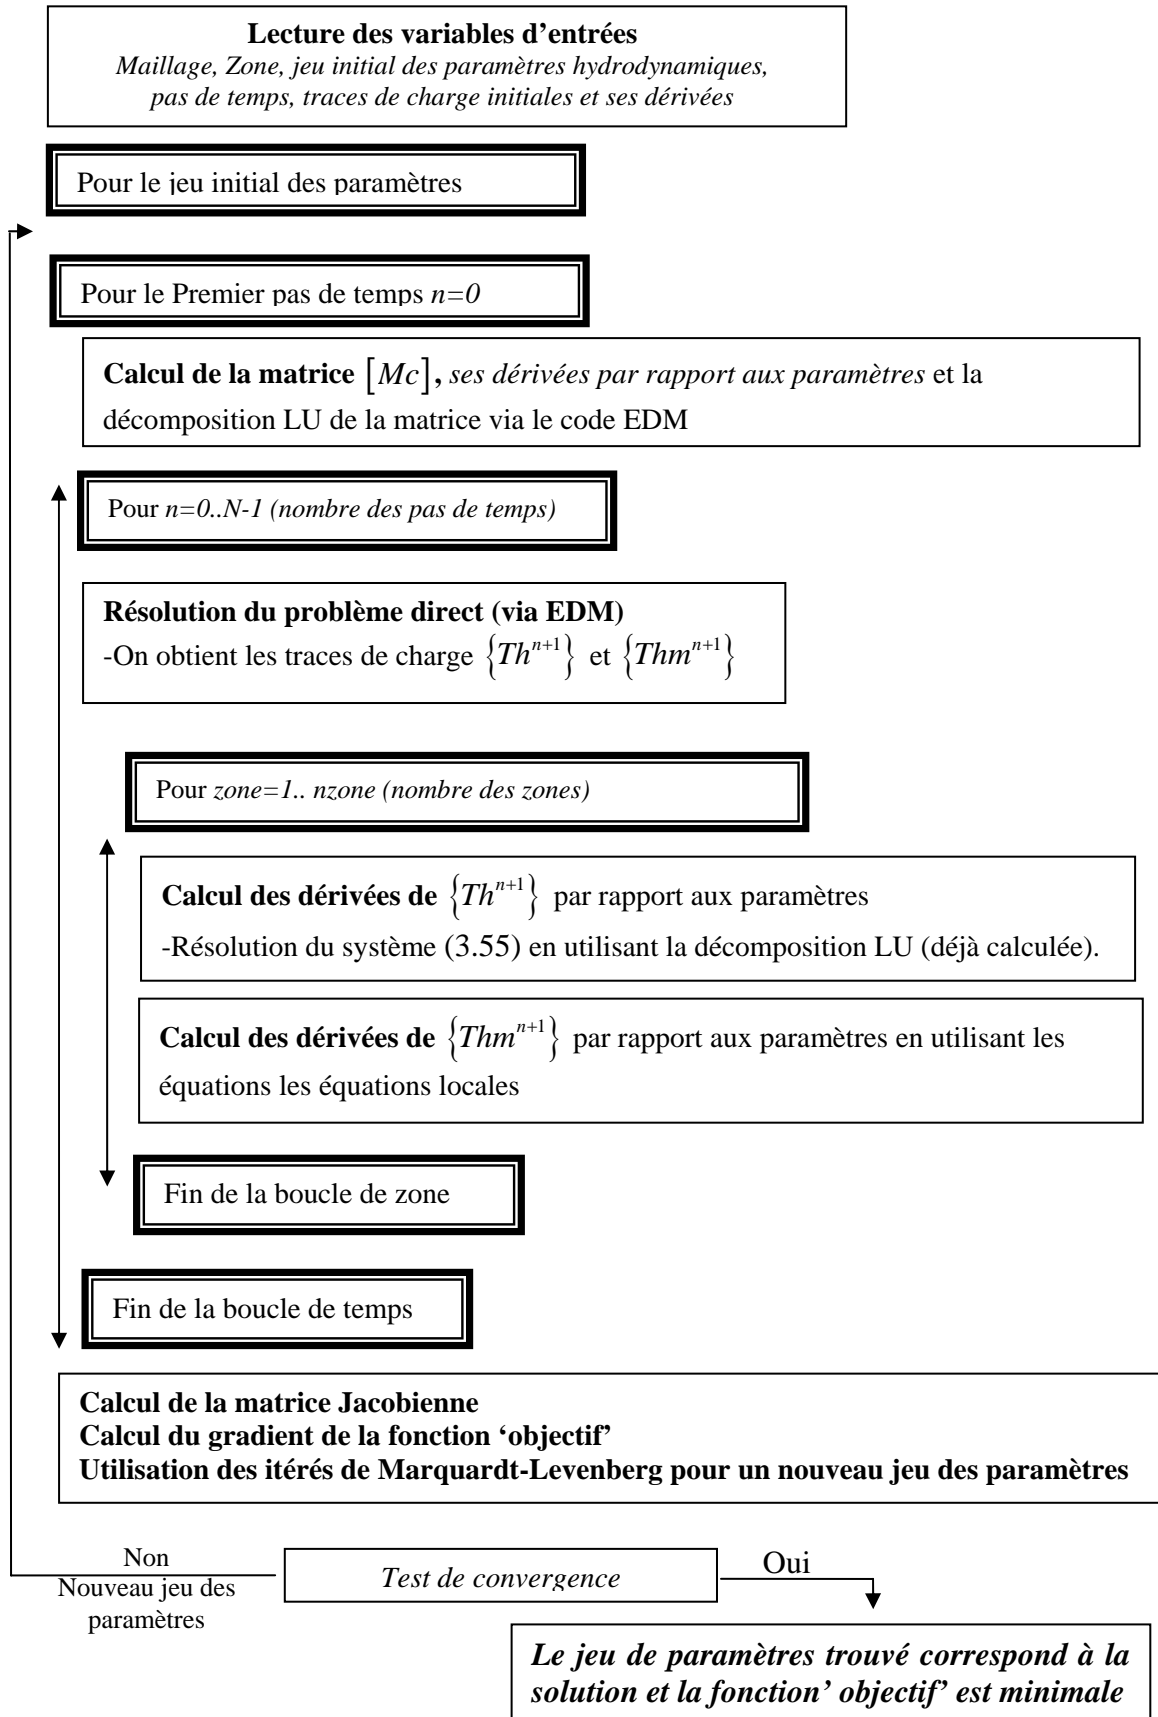 Lecture des variables d'entrées
Maillage, Zone, jeu initial des paramètres hydrodynamiques,
pas de temps, traces de charge initiales et ses dérivées
Pour le jeu initial des paramètres
Pour le Premier pas de temps n=0
Calcul de la matrice [Mc], ses dérivées par rapport aux paramètres et la
décomposition LU de la matrice via le code EDM
Pour n=0..N-1 (nombre des pas de temps)
Résolution du problème direct (via EDM)
-On obtient les traces de charge {Th^{n+1}} et {Thm^{n+1}}
Pour zone=1.. nzone (nombre des zones)
Calcul des dérivées de {Th^{n+1}} par rapport aux paramètres
-Résolution du système (3.55) en utilisant la décomposition LU (déjà calculée).
Calcul des dérivées de {Thm^{n+1}} par rapport aux paramètres en utilisant les
équations les équations locales
Fin de la boucle de zone
Fin de la boucle de temps
Calcul de la matrice Jacobienne
Calcul du gradient de la fonction ‘objectif’
Utilisation des itérés de Marquardt-Levenberg pour un nouveau jeu des paramètres
Non
Nouveau jeu des
paramètres
Test de convergence
Oui
Le jeu de paramètres trouvé correspond à la
solution et la fonction’ objectif’ est minimale